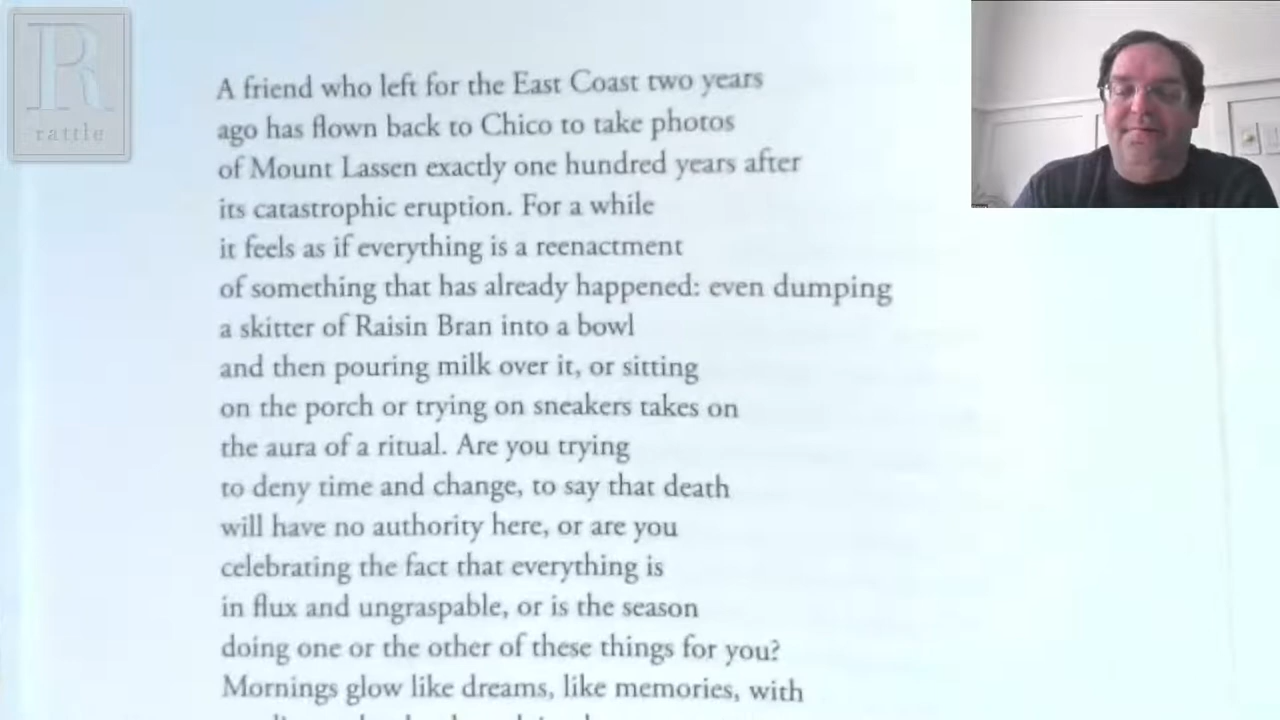 R
rattle
A friend who left for the East Coast two years
ago has flown back to Chico to take photos
of Mount Lassen exactly one hundred years after
its catastrophic eruption. For a while
it feels as if everything is a reenactment
of something that has already happened: even dumping
a skitter of Raisin Bran into a bowl
and then pouring milk over it, or sitting
on the porch or trying on sneakers takes on
the aura of a ritual. Are you trying
to deny time and change, to say that death
will have no authority here, or are you
celebrating the fact that everything is
in flux and ungraspable, or is the season
doing one or the other of these things for you?
Mornings glow like dreams, like memories, with